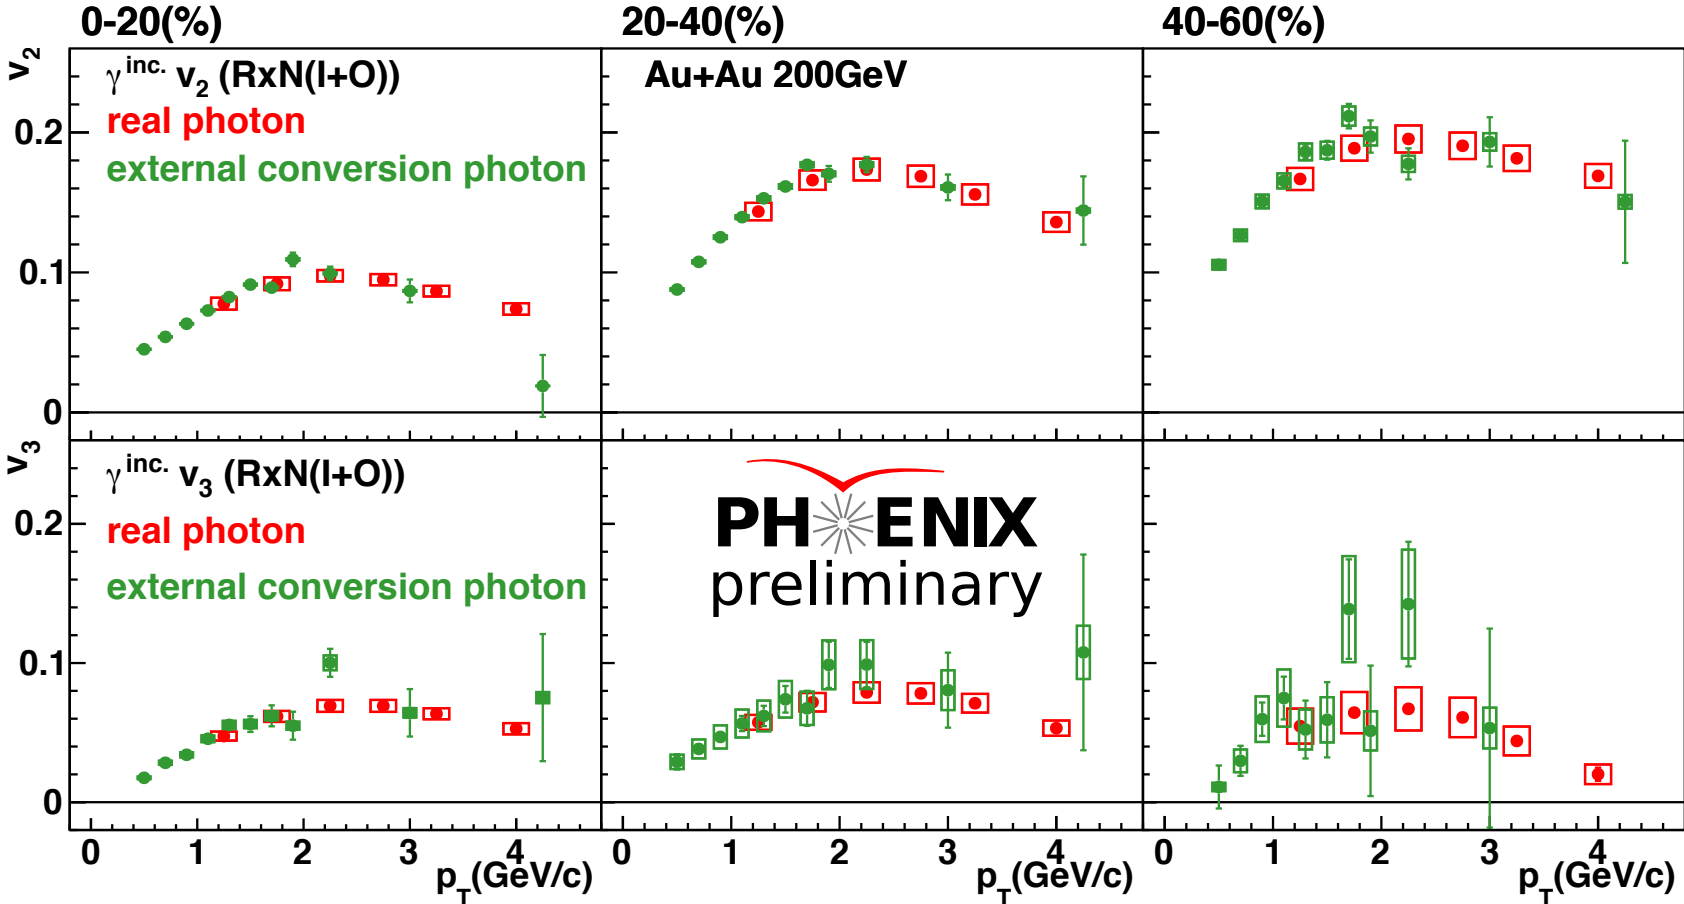 0-20(%) 20-40(%) 40-60(%)
v2
γ inc. v2 (RxN(I+O))
real photon
external conversion photon
Au+Au 200GeV
0.2
0.1
0
v3
γ inc. v3 (RxN(I+O))
real photon
external conversion photon
PHENIX
preliminary
0.2
0.1
0
0 1 2 3 4 0 1 2 3 4 0 1 2 3 4
pT(GeV/c) pT(GeV/c) pT(GeV/c)